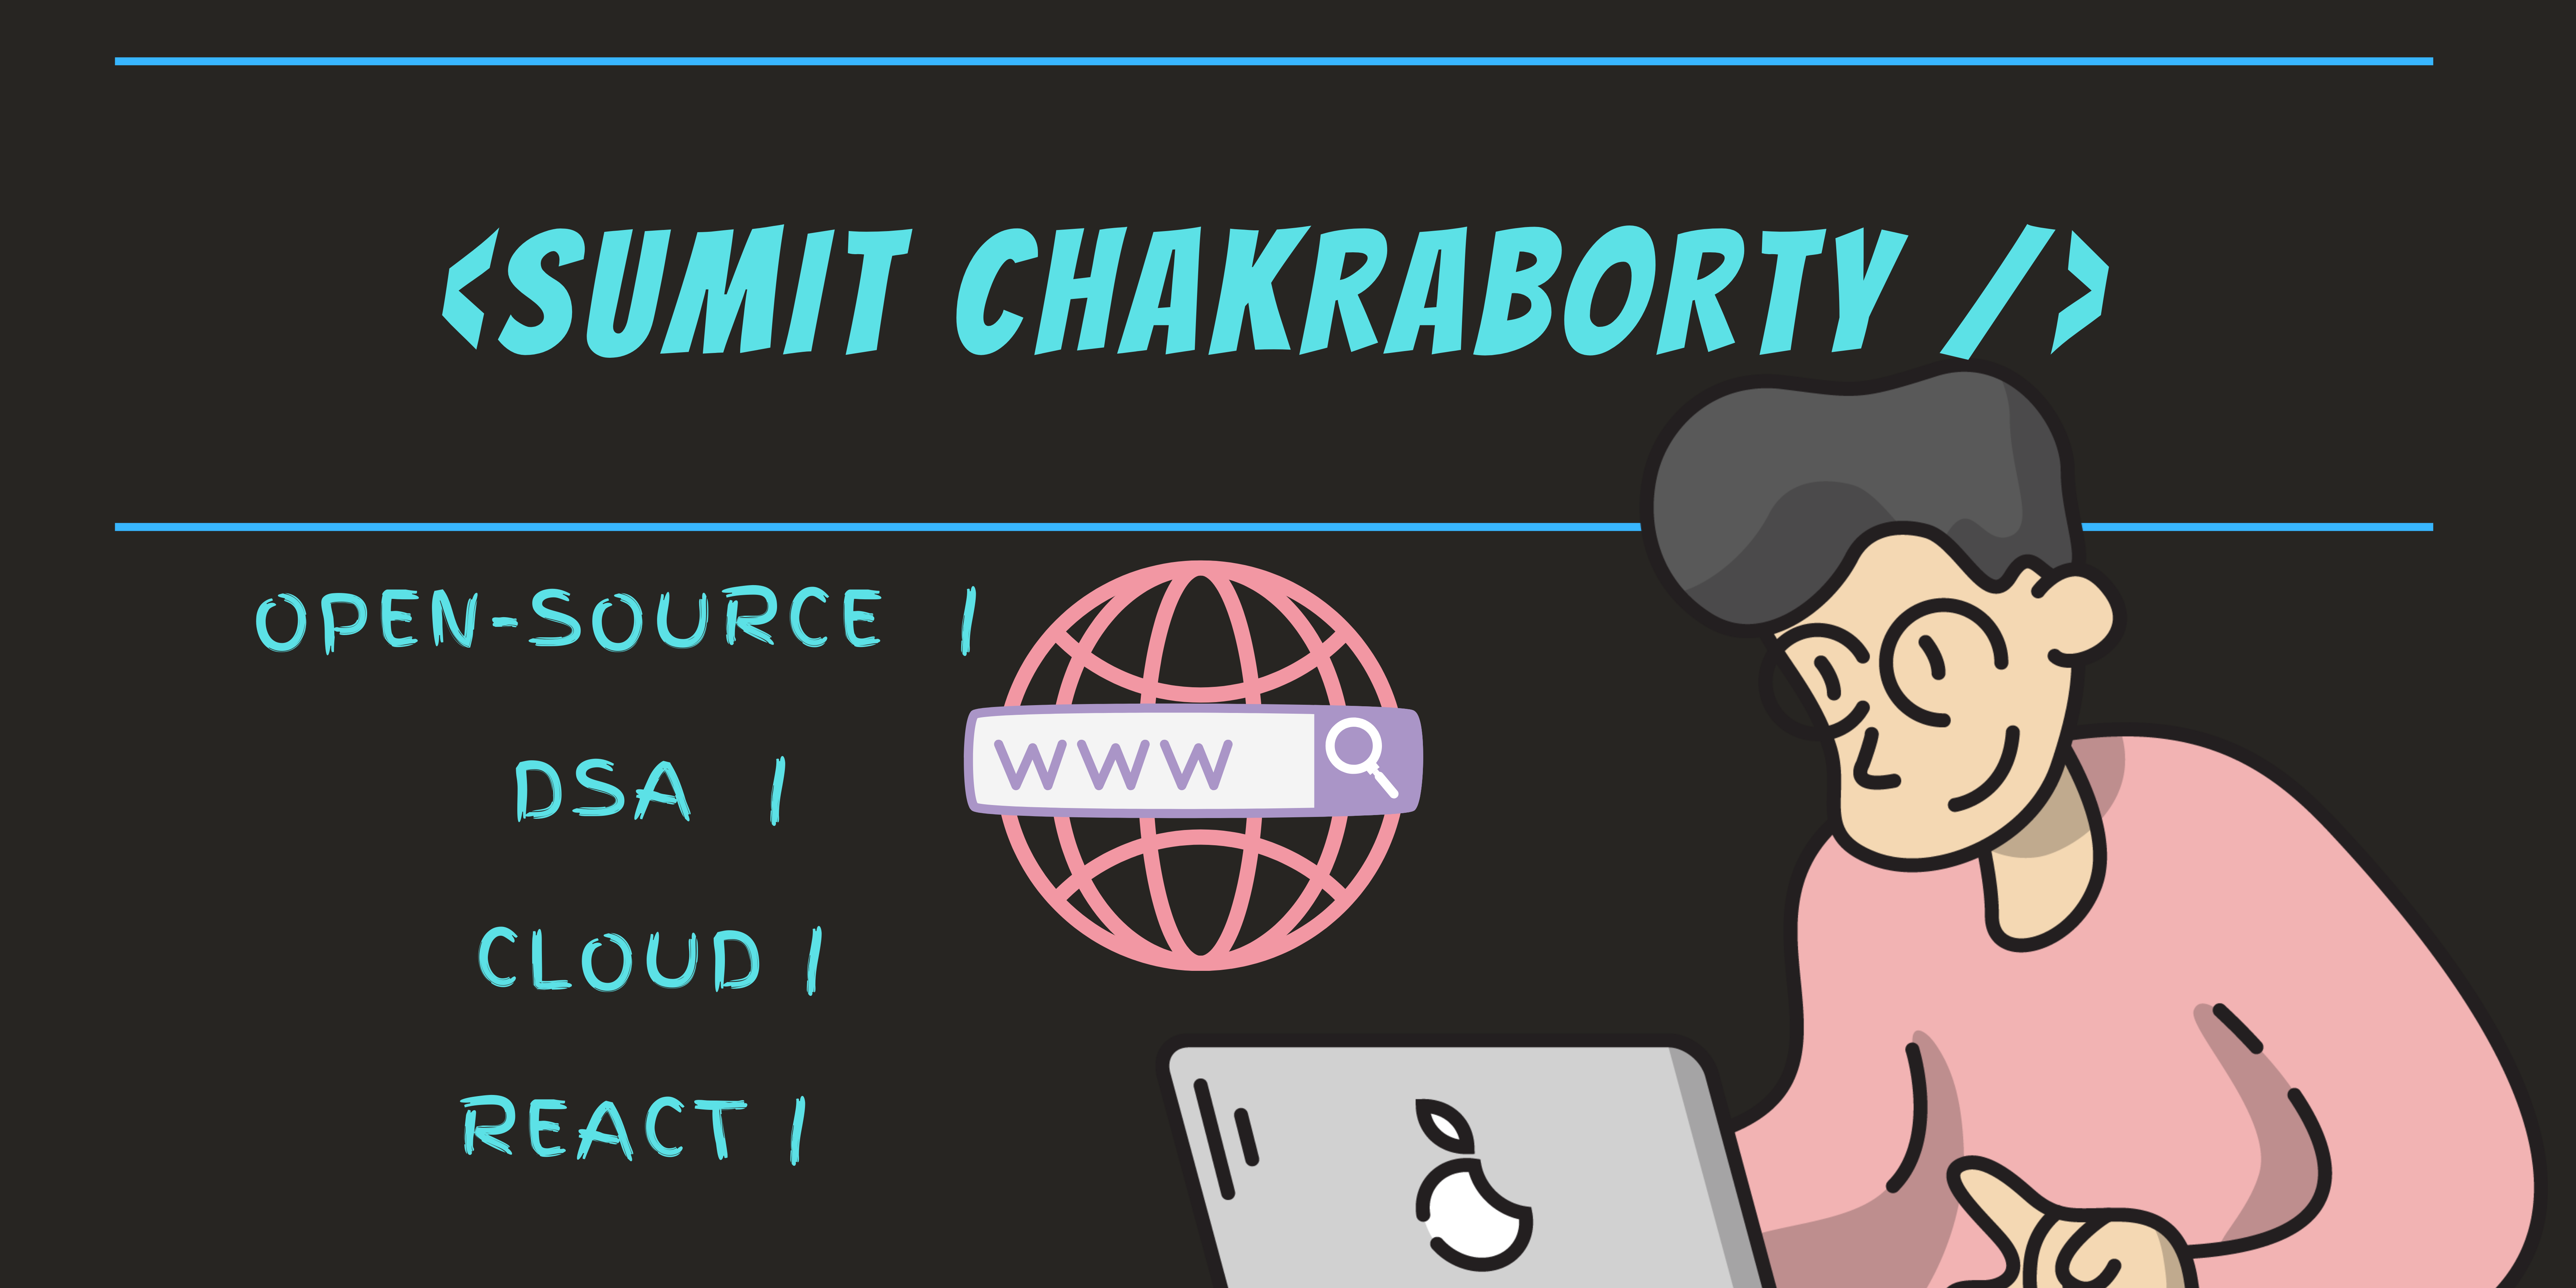 <SUMIT CHAKRABORTY />
OPEN-SOURCE |
WWW
DSA |
CLOUD |
REACT |